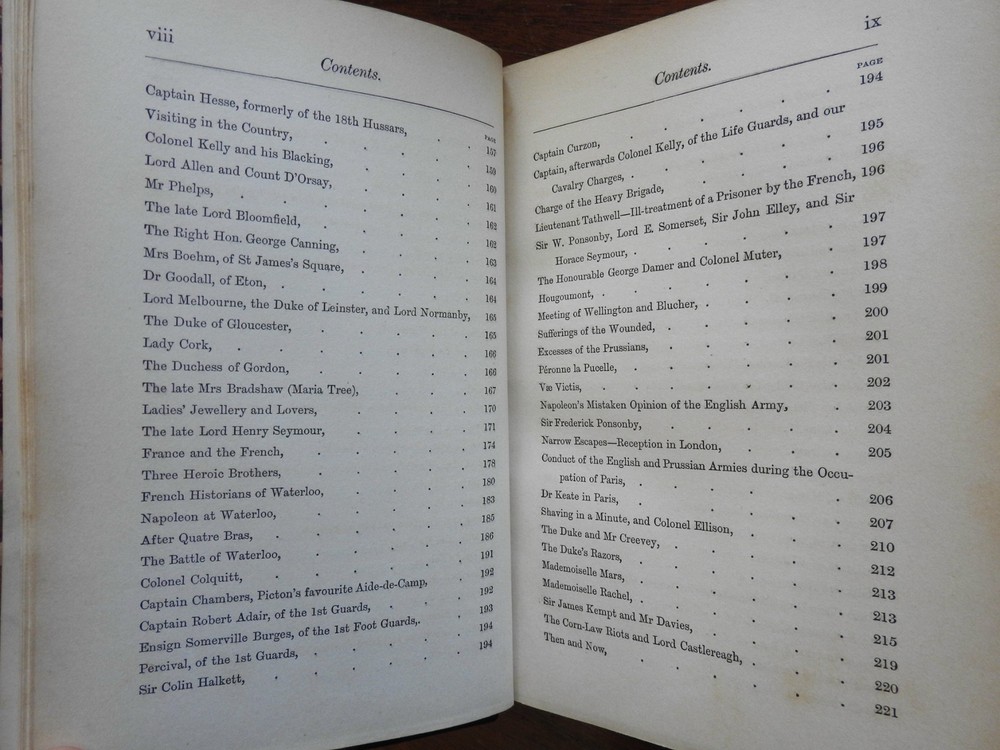 viii
Contents.
PAGE
Captain Hesse, formerly of the 18th Hussars, . . 157
Visiting in the Country, . . . . 159
Colonel Kelly and his Blacking, . . . 160
Lord Allen and Count D'Orsay, . . . 161
Mr Phelps, . . . . . 162
The late Lord Bloomfield, . . . . 162
The Right Hon. George Canning, . . . 163
Mrs Boehm, of St James's Square, . . . 164
Dr Goodall, of Eton, . . . . . 164
Lord Melbourne, the Duke of Leinster, and Lord Normanby, 165
The Duke of Gloucester, . . . . 165
Lady Cork, . . . . . 166
The Duchess of Gordon, . . . . 166
The late Mrs Bradshaw (Maria Tree), . . . 167
Ladies' Jewellery and Lovers, . . . . 170
The late Lord Henry Seymour, . . . . 171
France and the French, . . . . 174
Three Heroic Brothers, . . . . 178
French Historians of Waterloo, . . . . 180
Napoleon at Waterloo, . . . . 183
After Quatre Bras, . . . . . 185
The Battle of Waterloo, . . . . 186
Colonel Colquitt, . . . . . 191
Captain Chambers, Picton's favourite Aide-de-Camp, . 192
Captain Robert Adair, of the 1st Guards, . . . 192
Ensign Somerville Burges, of the 1st Foot Guards,. . 193
Percival, of the 1st Guards, . . . . 194
Sir Colin Halkett, . . . . . 194
ix
Contents.
PAGE
Captain Curzon, . . . . . 194
Captain, afterwards Colonel Kelly, of the Life Guards, and our
Cavalry Charges, . . . . . 195
Charge of the Heavy Brigade, . . . . 196
Lieutenant Tathwell—Ill-treatment of a Prisoner by the French, 196
Sir W. Ponsonby, Lord E. Somerset, Sir John Elley, and Sir
Horace Seymour, . . . . . 197
The Honourable George Damer and Colonel Muter, . 197
Hougoumont, . . . . . 198
Meeting of Wellington and Blucher, . . . 199
Sufferings of the Wounded, . . . . 200
Excesses of the Prussians, . . . . 201
Péronne la Pucelle, . . . . . 201
Væ Victis, . . . . . 202
Napoleon's Mistaken Opinion of the English Army, . 203
Sir Frederick Ponsonby, . . . . 204
Narrow Escapes—Reception in London, . . . 205
Conduct of the English and Prussian Armies during the Occu-
pation of Paris, . . . . . 206
Dr Keate in Paris, . . . . . 207
Shaving in a Minute, and Colonel Ellison, . . . 210
The Duke and Mr Creevey, . . . . 212
The Duke's Razors, . . . . . 213
Mademoiselle Mars, . . . . . 213
Mademoiselle Rachel, . . . . . 215
Sir James Kempt and Mr Davies, . . . . 219
The Corn-Law Riots and Lord Castlereagh, . . . 220
Then and Now, . . . . . 221